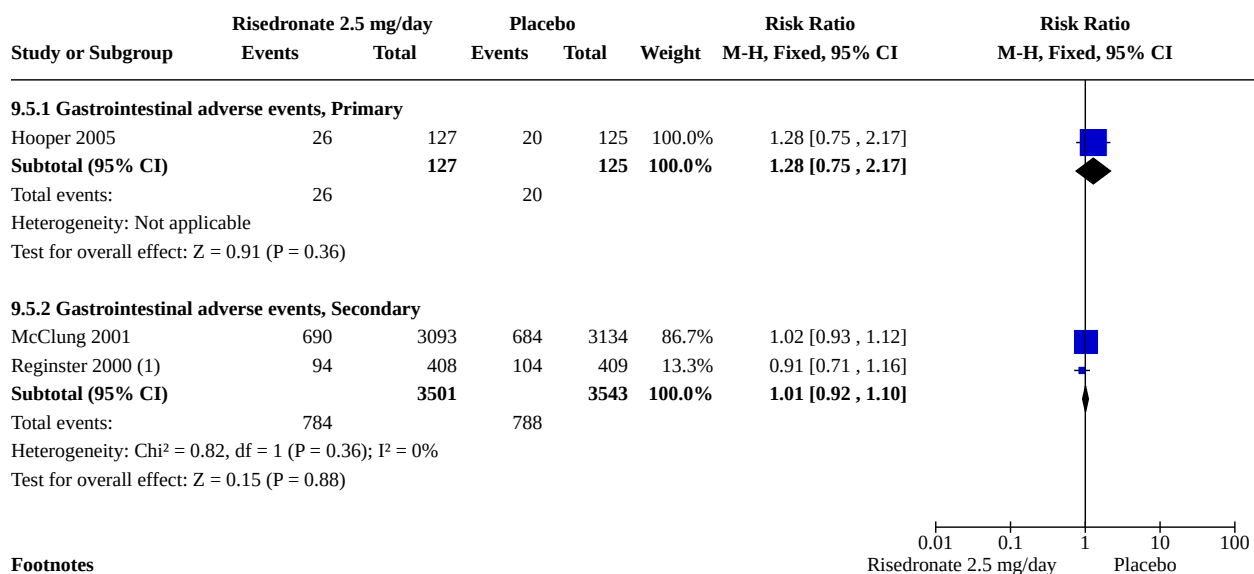 Risedronate 2.5 mg/day Placebo Risk Ratio Risk Ratio
Study or Subgroup Events Total Events Total Weight M-H, Fixed, 95% CI M-H, Fixed, 95% CI
9.5.1 Gastrointestinal adverse events, Primary
Hooper 2005 26 127 20 125 100.0% 1.28 [0.75 , 2.17]
Subtotal (95% CI) 127 125 100.0% 1.28 [0.75 , 2.17]
Total events: 26 20
Heterogeneity: Not applicable
Test for overall effect: Z = 0.91 (P = 0.36)
9.5.2 Gastrointestinal adverse events, Secondary
McClung 2001 690 3093 684 3134 86.7% 1.02 [0.93 , 1.12]
Reginster 2000 (1) 94 408 104 409 13.3% 0.91 [0.71 , 1.16]
Subtotal (95% CI) 3501 3543 100.0% 1.01 [0.92 , 1.10]
Total events: 784 788
Heterogeneity: Chi² = 0.82, df = 1 (P = 0.36); I² = 0%
Test for overall effect: Z = 0.15 (P = 0.88)
0.01 0.1 1 10 100
Footnotes Risedronate 2.5 mg/day Placebo